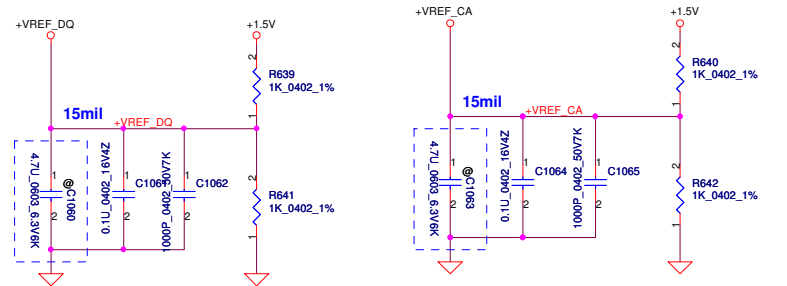 +VREF_DQ
+1.5V
2
R639
1K_0402_1%
1
15mil
+VREF_DQ
4.7U_0603_6.3V6K
@C1060
1
2
0.1U_0402_16V4Z
C1061
1
2
1000P_0402_50V7K
C1062
1
2
2
R641
1K_0402_1%
1
+VREF_CA
+1.5V
2
R640
1K_0402_1%
1
15mil
+VREF_CA
4.7U_0603_6.3V6K
@C1063
1
2
0.1U_0402_16V4Z
C1064
1
2
1000P_0402_50V7K
C1065
1
2
2
R642
1K_0402_1%
1